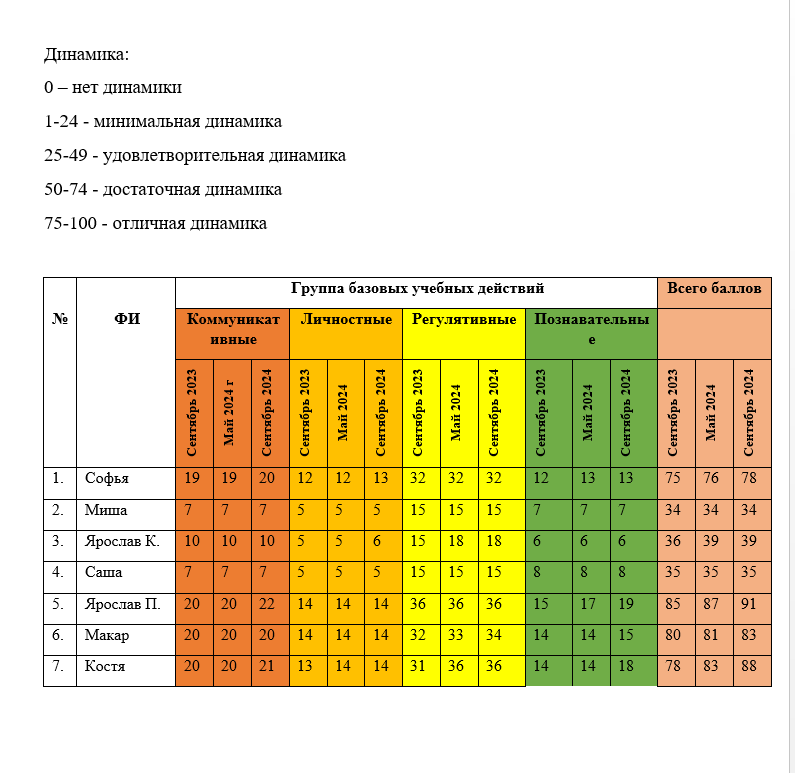 Динамика:
0 – нет динамики
1-24 - минимальная динамика
25-49 - удовлетворительная динамика
50-74 - достаточная динамика
75-100 - отличная динамика
№ ФИ Группа базовых учебных действий Всего баллов
Коммуникат
ивные
Личностные
Регулятивные
Познавательны
е
Сентябрь 2023
Май 2024 г
Сентябрь 2024
Сентябрь 2023
Май 2024
Сентябрь 2024
Сентябрь 2023
Май 2024
Сентябрь 2024
Сентябрь 2023
Май 2024
Сентябрь 2024
Сентябрь 2023
Май 2024
Сентябрь 2024
1. Софья 19 19 20 12 12 13 32 32 32 12 13 13 75 76 78
2. Миша 7 7 7 5 5 5 15 15 15 7 7 7 34 34 34
3. Ярослав К. 10 10 10 5 5 6 15 18 18 6 6 6 36 39 39
4. Саша 7 7 7 5 5 5 15 15 15 8 8 8 35 35 35
5. Ярослав П. 20 20 22 14 14 14 36 36 36 15 17 19 85 87 91
6. Макар 20 20 20 14 14 14 32 33 34 14 14 15 80 81 83
7. Костя 20 20 21 13 14 14 31 36 36 14 14 18 78 83 88